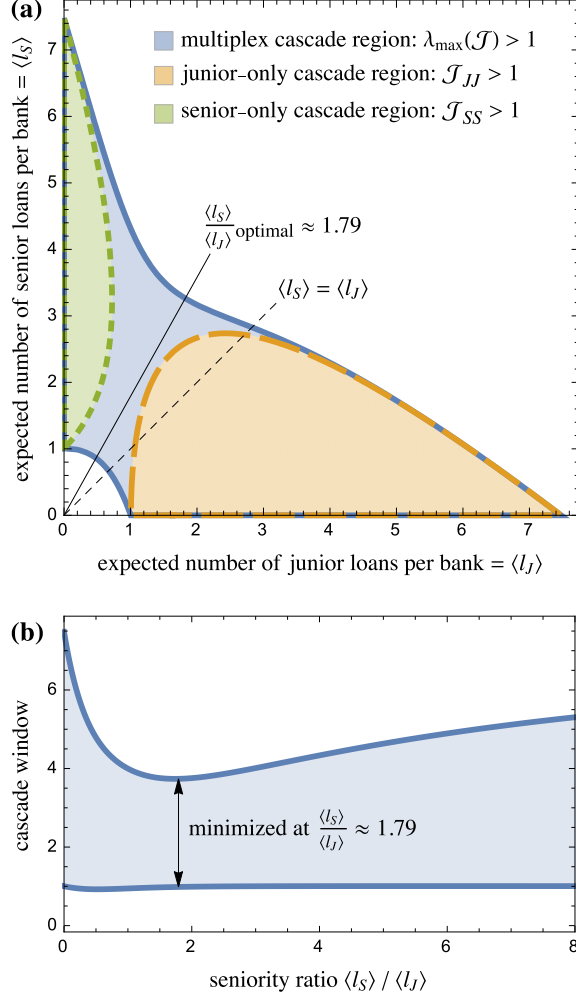 (a)
multiplex cascade region: λmax(𝒥) > 1
junior–only cascade region: 𝒥JJ > 1
senior–only cascade region: 𝒥SS > 1
expected number of senior loans per bank = ⟨lS⟩
7
6
5
4
3
2
1
0
⟨lS⟩/⟨lJ⟩ optimal ≈ 1.79
⟨lS⟩ = ⟨lJ⟩
0 1 2 3 4 5 6 7
expected number of junior loans per bank = ⟨lJ⟩
(b)
cascade window
6
4
2
0
minimized at ⟨lS⟩/⟨lJ⟩ ≈ 1.79
0 2 4 6 8
seniority ratio ⟨lS⟩ / ⟨lJ⟩